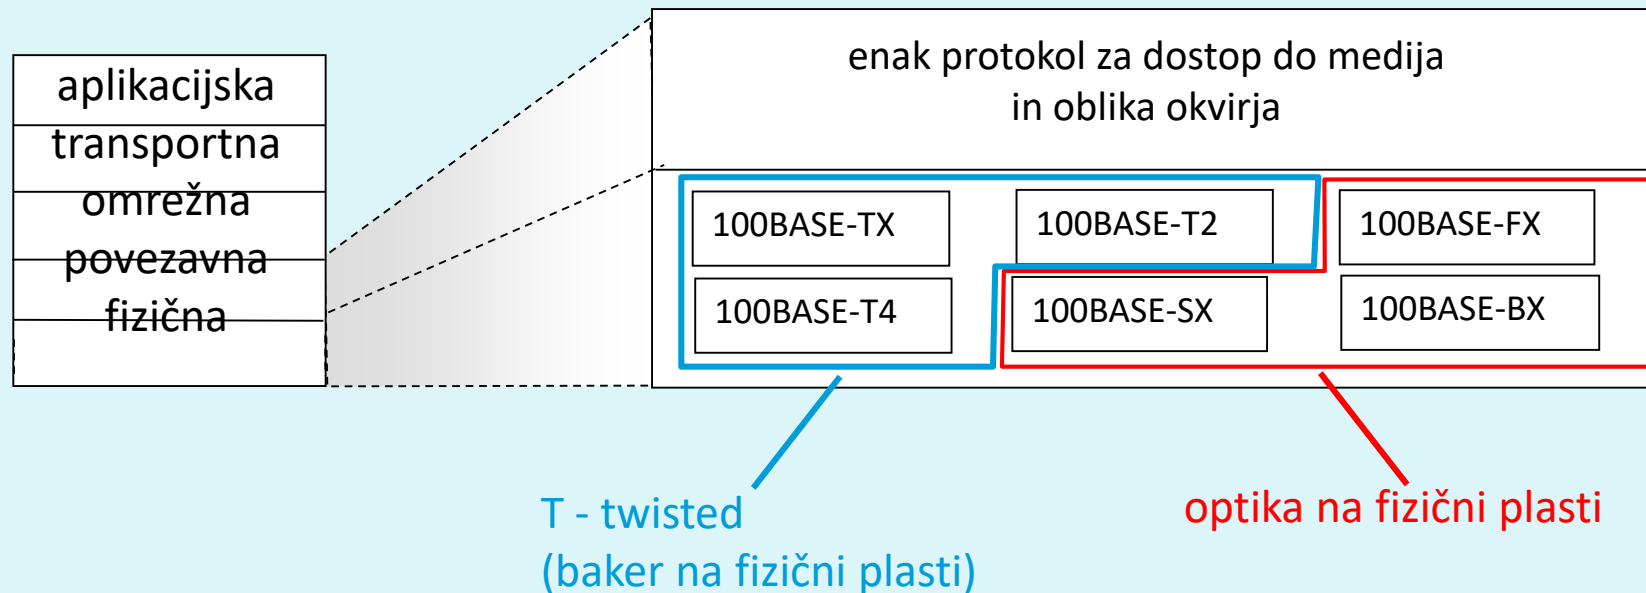 aplikacijska
transportna
omrežna
povezavna
fizična
enak protokol za dostop do medija
in oblika okvirja
100BASE-TX
100BASE-T2
100BASE-FX
100BASE-T4
100BASE-SX
100BASE-BX
T - twisted
(baker na fizični plasti)
optika na fizični plasti